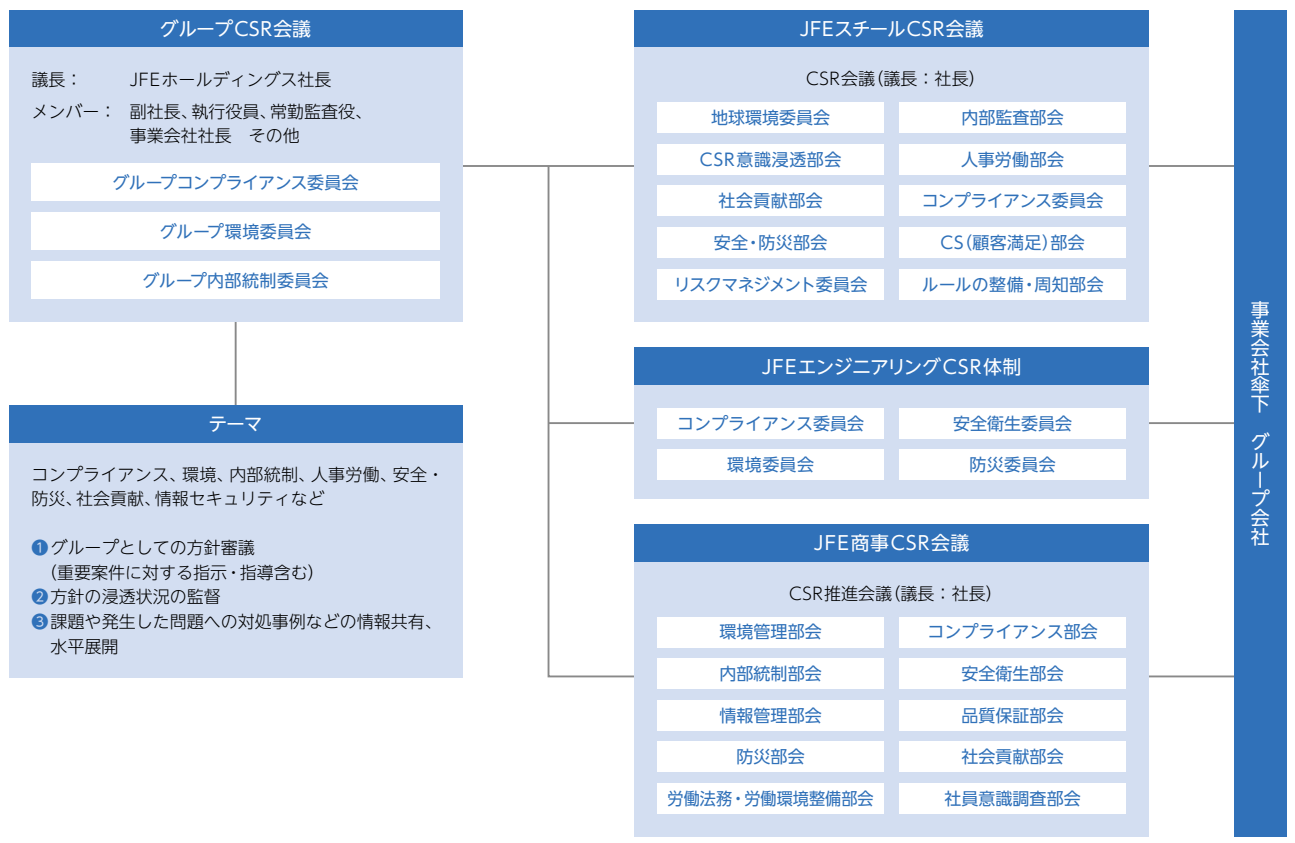 グループCSR会議
議長： JFEホールディングス社長
メンバー： 副社長、執行役員、常勤監査役、
事業会社社長　その他
グループコンプライアンス委員会
グループ環境委員会
グループ内部統制委員会
テーマ
コンプライアンス、環境、内部統制、人事労働、安全・
防災、社会貢献、情報セキュリティなど
❶グループとしての方針審議
(重要案件に対する指示・指導含む)
❷方針の浸透状況の監督
❸課題や発生した問題への対処事例などの情報共有、
水平展開
JFEスチールCSR会議
CSR会議(議長：社長)
地球環境委員会 内部監査部会
CSR意識浸透部会 人事労働部会
社会貢献部会 コンプライアンス委員会
安全・防災部会 CS(顧客満足)部会
リスクマネジメント委員会 ルールの整備・周知部会
JFEエンジニアリングCSR体制
コンプライアンス委員会 安全衛生委員会
環境委員会 防災委員会
JFE商事CSR会議
CSR推進会議(議長：社長)
環境管理部会 コンプライアンス部会
内部統制部会 安全衛生部会
情報管理部会 品質保証部会
防災部会 社会貢献部会
労働法務・労働環境整備部会 社員意識調査部会
事業会社傘下　グループ会社